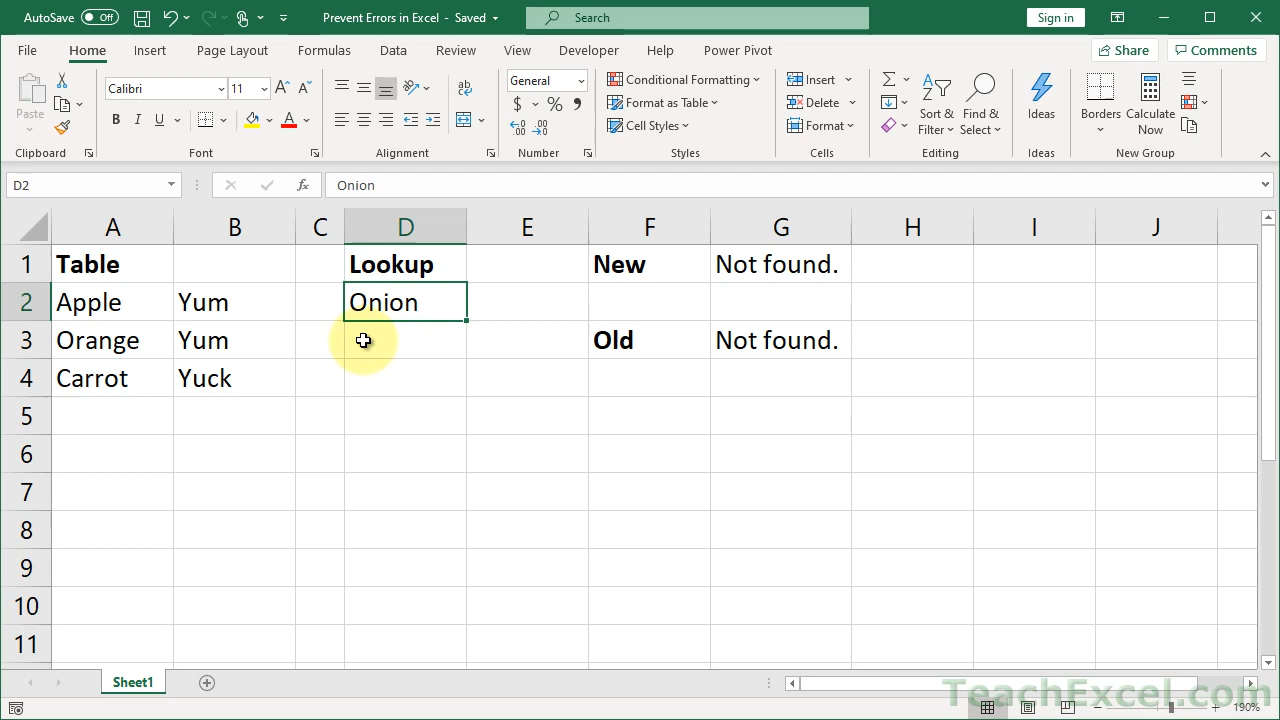 AutoSave Off Prevent Errors in Excel - Saved Search Sign in
File Home Insert Page Layout Formulas Data Review View Developer Help Power Pivot Share Comments
Paste
Clipboard
Calibri 11
B I U A
Font
Alignment
General
$ % 9
Number
Conditional Formatting
Format as Table
Cell Styles
Styles
Insert
Delete
Format
Cells
Sort & Filter
Find & Select
Editing
Ideas
Ideas
Borders
Calculate Now
New Group
D2 fx Onion
A B C D E F G H I J
1 Table Lookup New Not found.
2 Apple Yum Onion
3 Orange Yum Old Not found.
4 Carrot Yuck
5
6
7
8
9
10
11
Sheet1
TeachExcel.com
190%